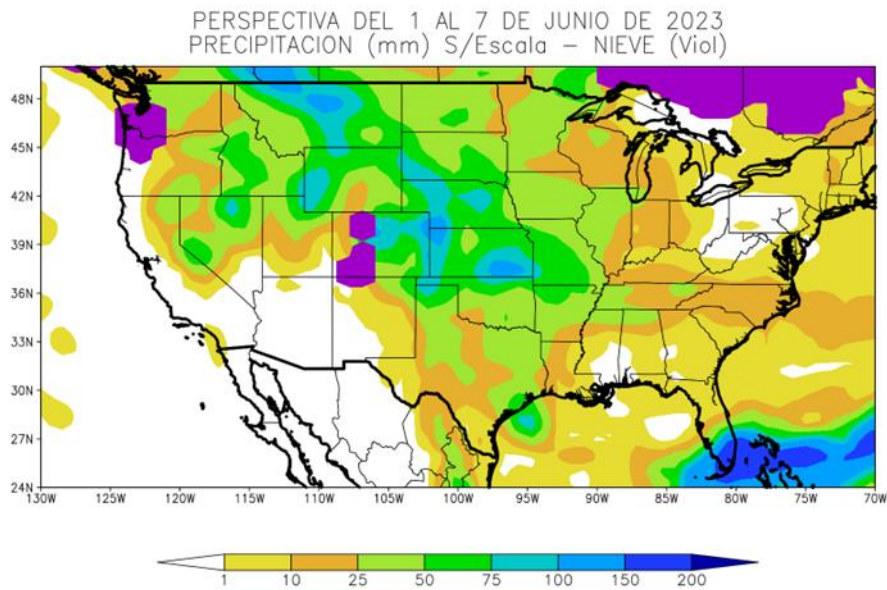 PERSPECTIVA DEL 1 AL 7 DE JUNIO DE 2023
PRECIPITACION (mm) S/Escala – NIEVE (Viol)
48N
45N
42N
39N
36N
33N
30N
27N
24N
130W 125W 120W 115W 110W 105W 100W 95W 90W 85W 80W 75W 70W
1 10 25 50 75 100 150 200